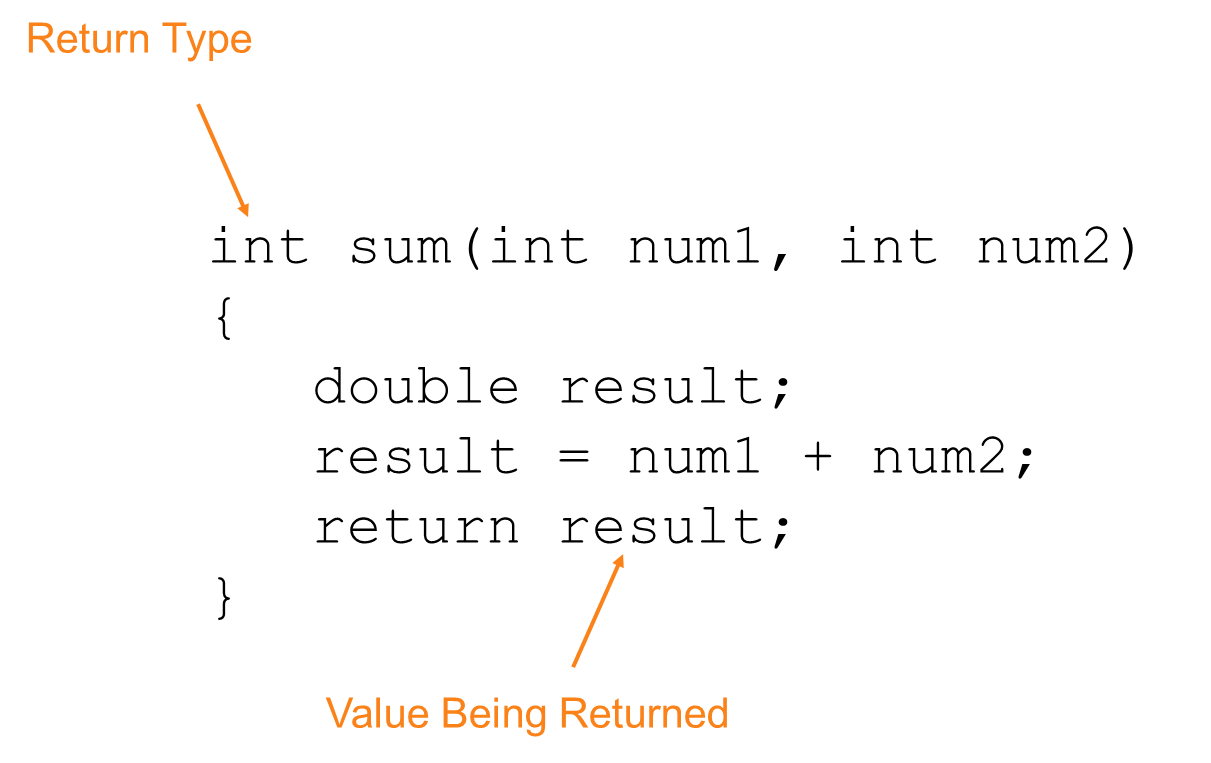 Return Type
int sum(int num1, int num2)
{
double result;
result = num1 + num2;
return result;
}
Value Being Returned